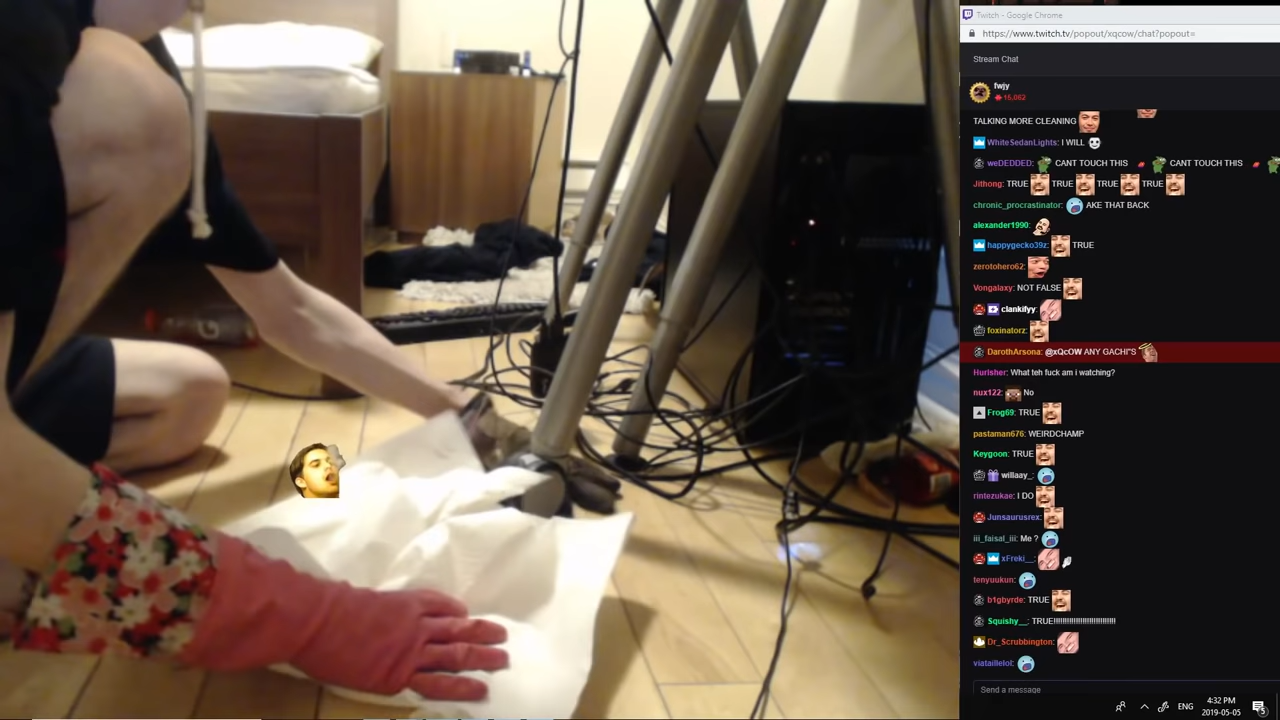 Twitch - Google Chrome
https://www.twitch.tv/popout/xqcow/chat?popout=
Stream Chat
fwjy
15,062
TALKING MORE CLEANING
WhiteSedanLights: I WILL
weDEDDED: CANT TOUCH THIS CANT TOUCH THIS
Jithong: TRUE TRUE TRUE TRUE
chronic_procrastinator: AKE THAT BACK
alexander1990:
happygecko39z: TRUE
zerotohero62:
Vongalaxy: NOT FALSE
clankifyy:
foxinatorz:
DarothArsona: @xQcOW ANY GACHI'S
Hurlsher: What teh fuck am i watching?
nux122: No
Frog69: TRUE
pastaman676: WEIRDCHAMP
Keygoon: TRUE
willaay_:
rintezukae: I DO
Junsaurusrex:
iii_faisal_iii: Me ?
xFreki__:
tenyuukun:
b1gbyrde: TRUE
Squishy__: TRUE!!!!!!!!!!!!!!!!!!!!!!!!!!!!
Dr_Scrubbington:
viataillelol:
Send a message
ENG
4:32 PM
2019-05-05
5